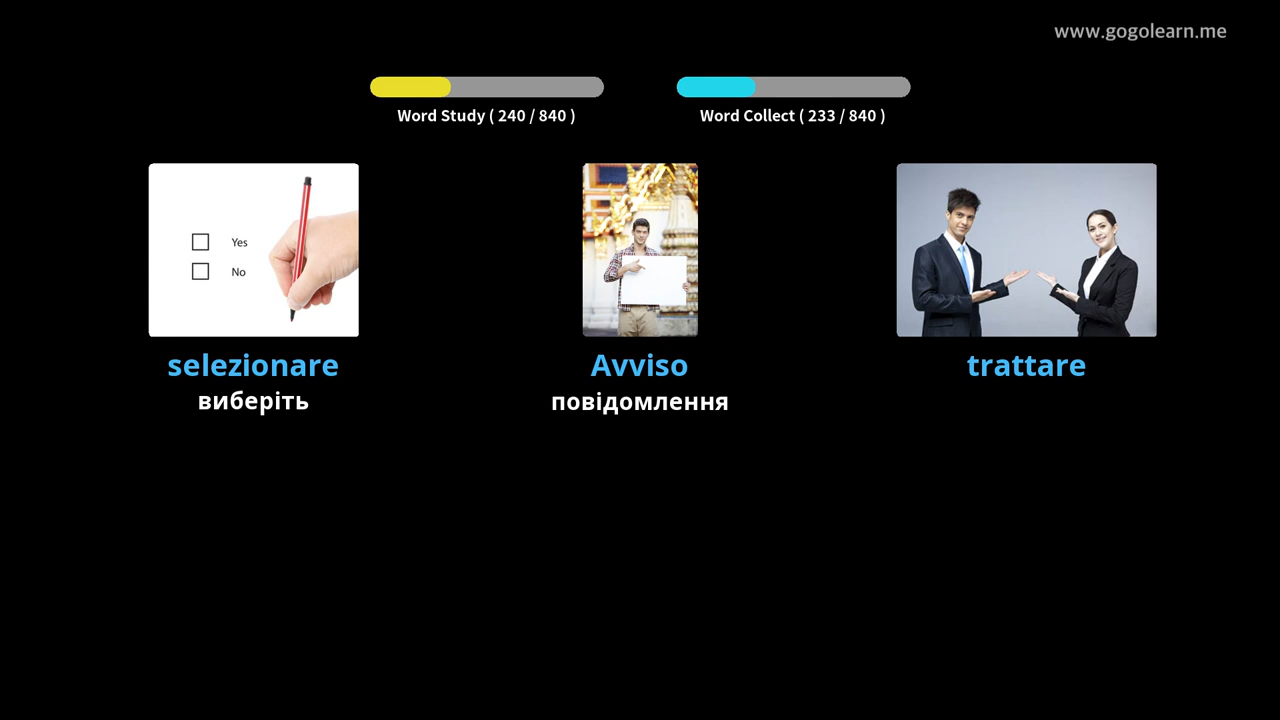 www.gogolearn.me
Word Study ( 240 / 840 )
Word Collect ( 233 / 840 )
Yes
No
selezionare
виберіть
Avviso
повідомлення
trattare